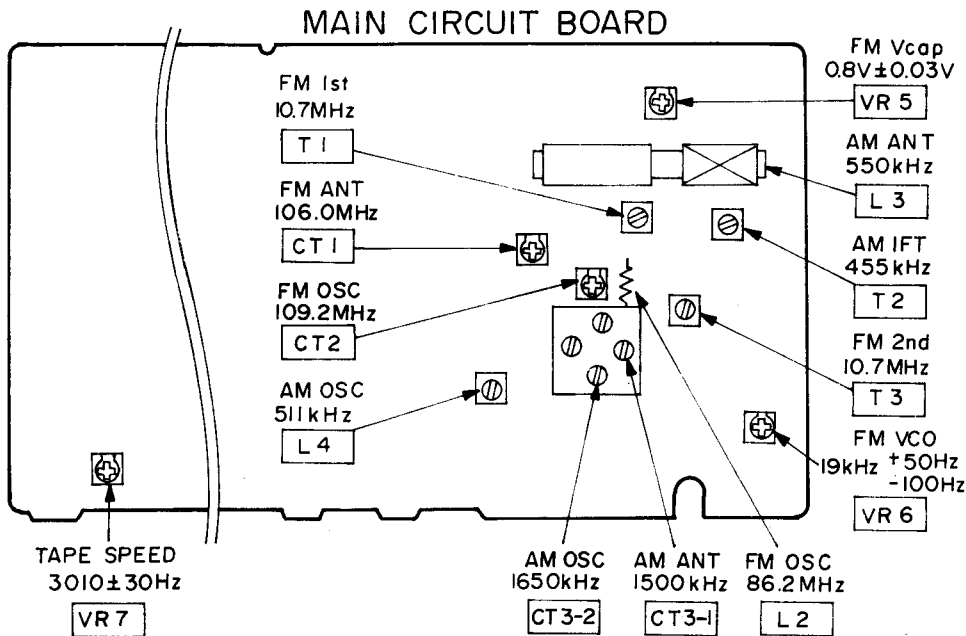 MAIN CIRCUIT BOARD
FM 1st
10.7MHz
T 1
FM ANT
106.0MHz
CT 1
FM OSC
109.2MHz
CT2
AM OSC
511kHz
L 4
TAPE SPEED
3010±30Hz
VR 7
AM OSC
1650kHz
CT3-2
AM ANT
1500kHz
CT3-1
FM OSC
86.2MHz
L 2
FM Vcap
0.8V±0.03V
VR 5
AM ANT
550kHz
L 3
AM IFT
455kHz
T 2
FM 2nd
10.7MHz
T 3
FM VCO
19kHz +50Hz
-100Hz
VR 6